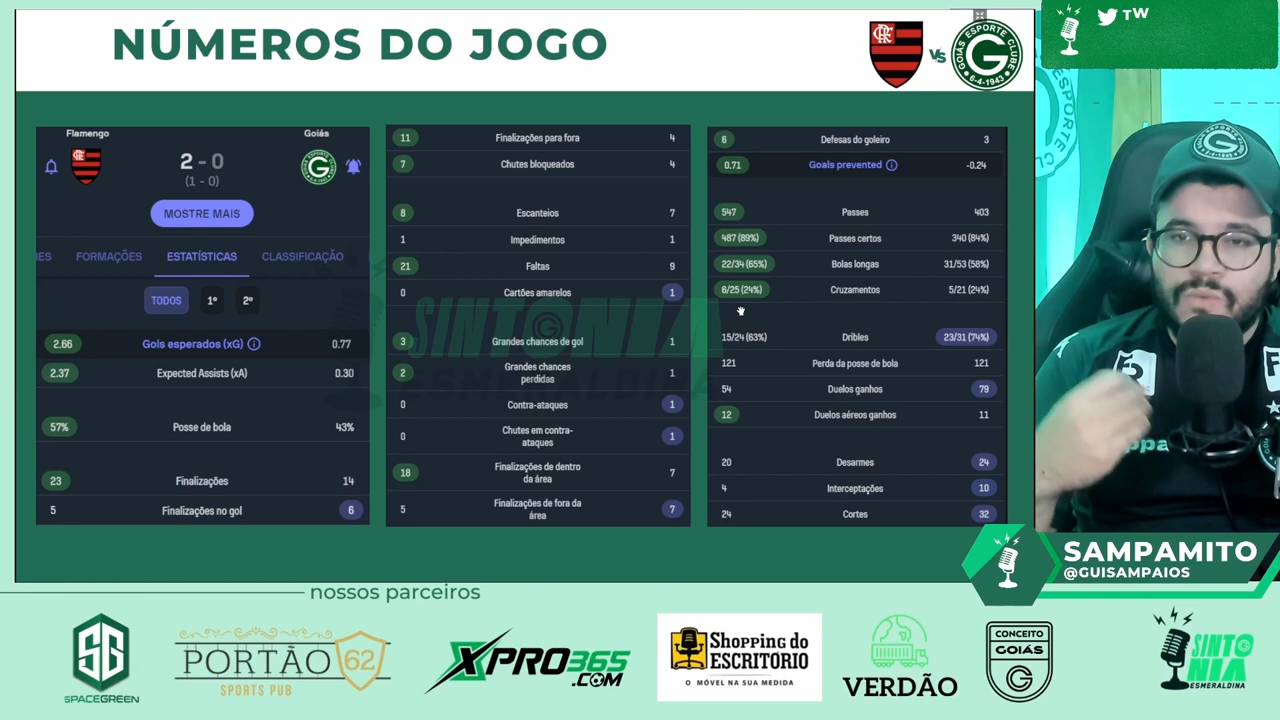 NÚMEROS DO JOGO
VS
GOIÁS ESPORTE CLUBE
6-4-1943
TW
Flamengo
Goiás
2 - 0
(1 - 0)
MOSTRE MAIS
ES
FORMAÇÕES
ESTATÍSTICAS
CLASSIFICAÇÃO
TODOS
1º
2º
2.66 Gols esperados (xG) 0.77
2.37 Expected Assists (xA) 0.30
57% Posse de bola 43%
23 Finalizações 14
5 Finalizações no gol 6
11 Finalizações para fora 4
7 Chutes bloqueados 4
8 Escanteios 7
1 Impedimentos 1
21 Faltas 9
0 Cartões amarelos 1
3 Grandes chances de gol 1
2 Grandes chances perdidas 1
0 Contra-ataques 1
0 Chutes em contra-ataques 1
18 Finalizações de dentro da área 7
5 Finalizações de fora da área 7
6 Defesas do goleiro 3
0.71 Goals prevented -0.24
547 Passes 403
487 (89%) Passes certos 340 (84%)
22/34 (65%) Bolas longas 31/53 (58%)
6/25 (24%) Cruzamentos 5/21 (24%)
15/24 (63%) Dribles 23/31 (74%)
121 Perda da posse de bola 121
54 Duelos ganhos 79
12 Duelos aéreos ganhos 11
20 Desarmes 24
4 Interceptações 10
24 Cortes 32
SINTONIA
ESMERALDINA
SAMPAMITO
@GUISAMPAIOS
nossos parceiros
SG
SPACEGREEN
PORTÃO 62
SPORTS PUB
XPRO365
.COM
Shopping do
ESCRITÓRIO
O MÓVEL NA SUA MEDIDA
VERDÃO
CONCEITO
GOIÁS
SINTO
NIA
ESMERALDINA